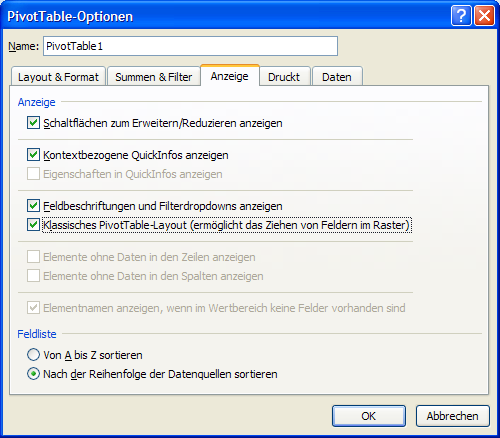 PivotTable-Optionen
Name: PivotTable1
Layout & Format Summen & Filter Anzeige Druckt Daten
Anzeige
Schaltflächen zum Erweitern/Reduzieren anzeigen
Kontextbezogene QuickInfos anzeigen
Eigenschaften in QuickInfos anzeigen
Feldbeschriftungen und Filterdropdowns anzeigen
Klassisches PivotTable-Layout (ermöglicht das Ziehen von Feldern im Raster)
Elemente ohne Daten in den Zeilen anzeigen
Elemente ohne Daten in den Spalten anzeigen
Elementnamen anzeigen, wenn im Wertbereich keine Felder vorhanden sind
Feldliste
Von A bis Z sortieren
Nach der Reihenfolge der Datenquellen sortieren
OK Abbrechen